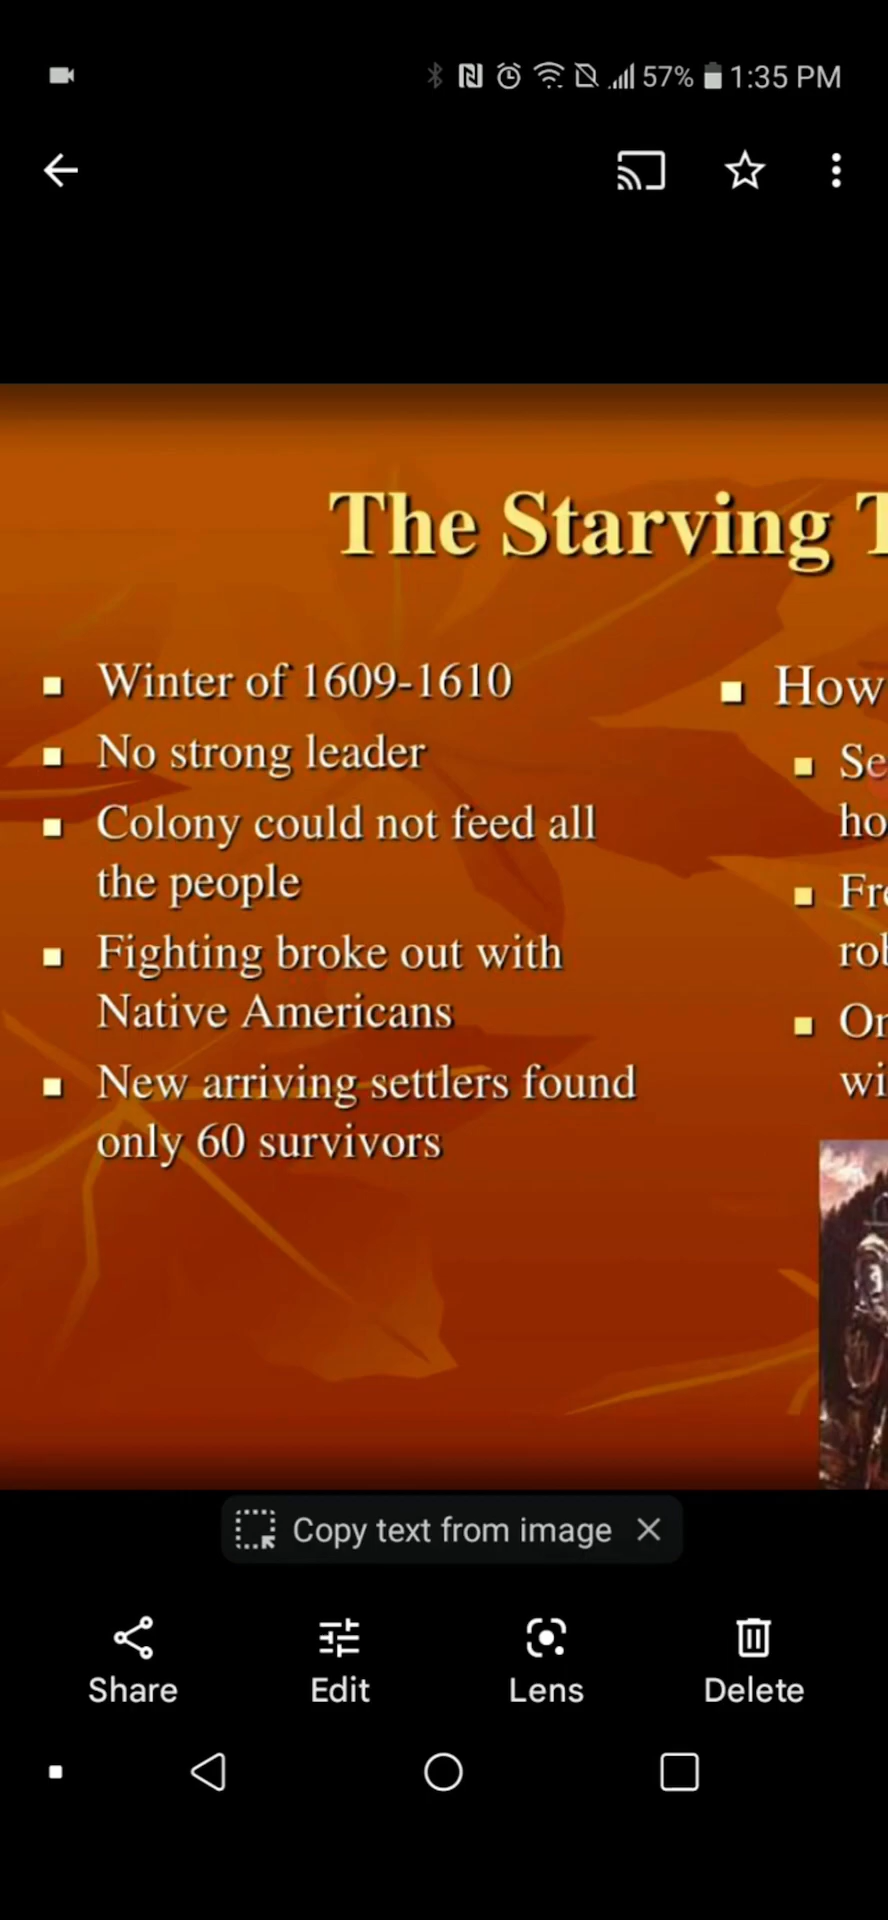 57% 1:35 PM
The Starving
Winter of 1609-1610
No strong leader
Colony could not feed all
the people
Fighting broke out with
Native Americans
New arriving settlers found
only 60 survivors
How
Copy text from image
Share Edit Lens Delete